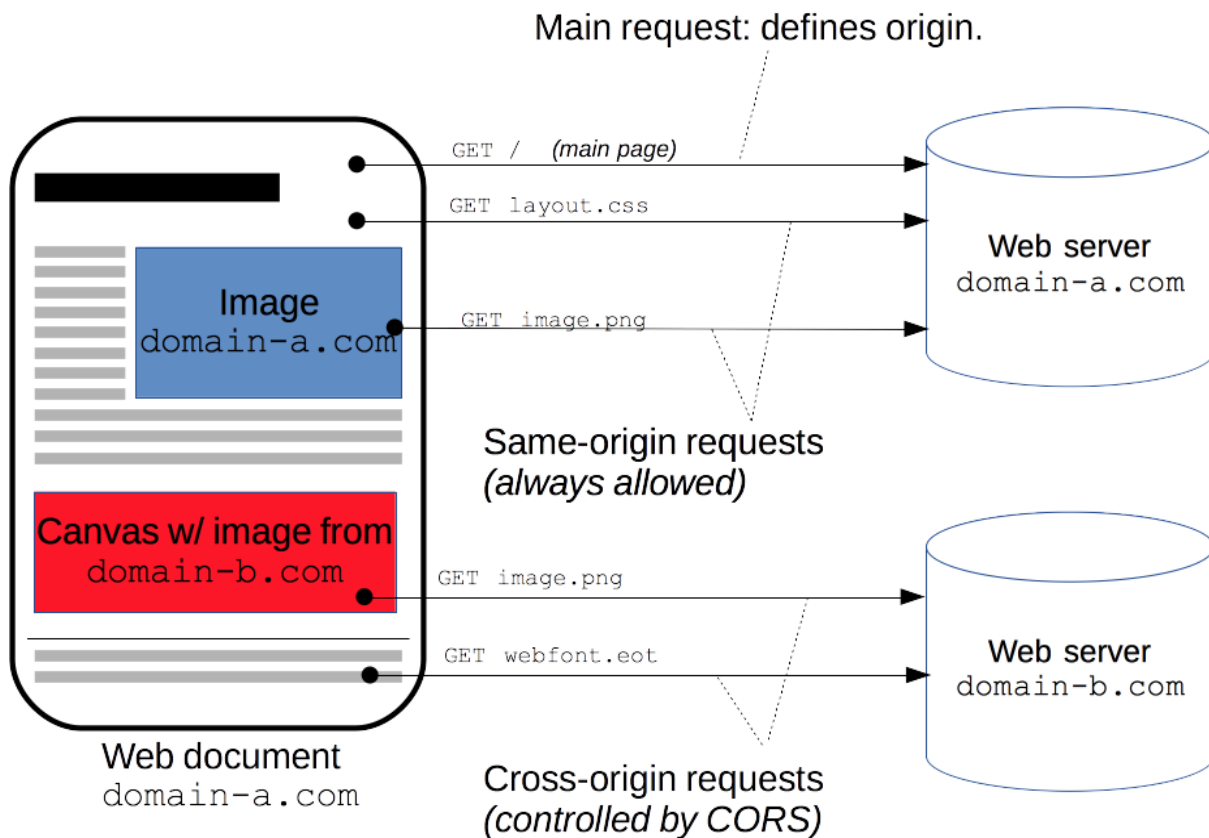 Main request: defines origin.
GET / (main page)
GET layout.css
Image
domain-a.com
GET image.png
Web server
domain-a.com
Same-origin requests
(always allowed)
Canvas w/ image from
domain-b.com
GET image.png
GET webfont.eot
Web server
domain-b.com
Web document
domain-a.com
Cross-origin requests
(controlled by CORS)